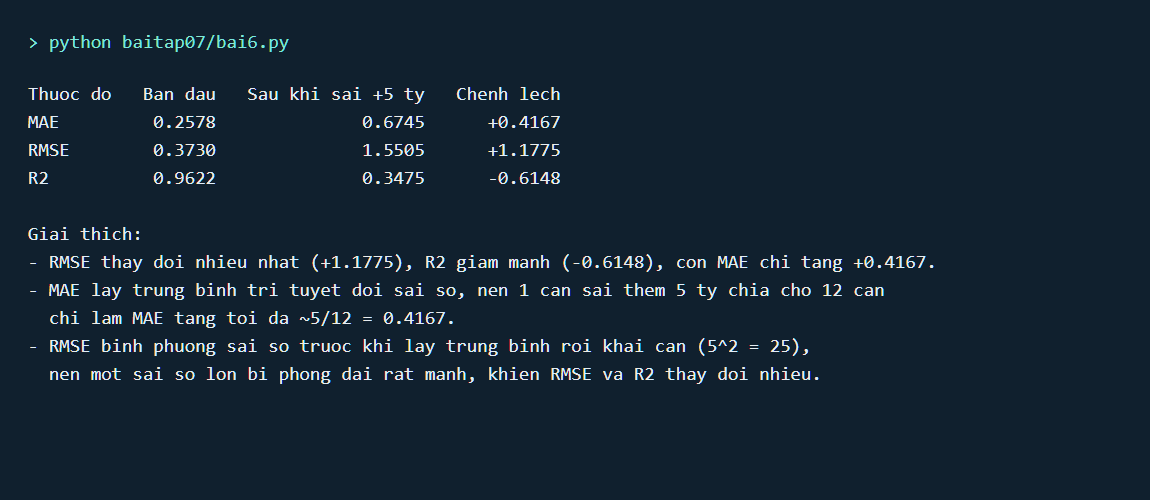 > python baitap07/bai6.py
Thuoc do   Ban dau   Sau khi sai +5 ty   Chenh lech
MAE         0.2578              0.6745      +0.4167
RMSE        0.3730              1.5505      +1.1775
R2          0.9622              0.3475      -0.6148
Giai thich:
- RMSE thay doi nhieu nhat (+1.1775), R2 giam manh (-0.6148), con MAE chi tang +0.4167.
- MAE lay trung binh tri tuyet doi sai so, nen 1 can sai them 5 ty chia cho 12 can
  chi lam MAE tang toi da ~5/12 = 0.4167.
- RMSE binh phuong sai so truoc khi lay trung binh roi khai can (5^2 = 25),
  nen mot sai so lon bi phong dai rat manh, khien RMSE va R2 thay doi nhieu.